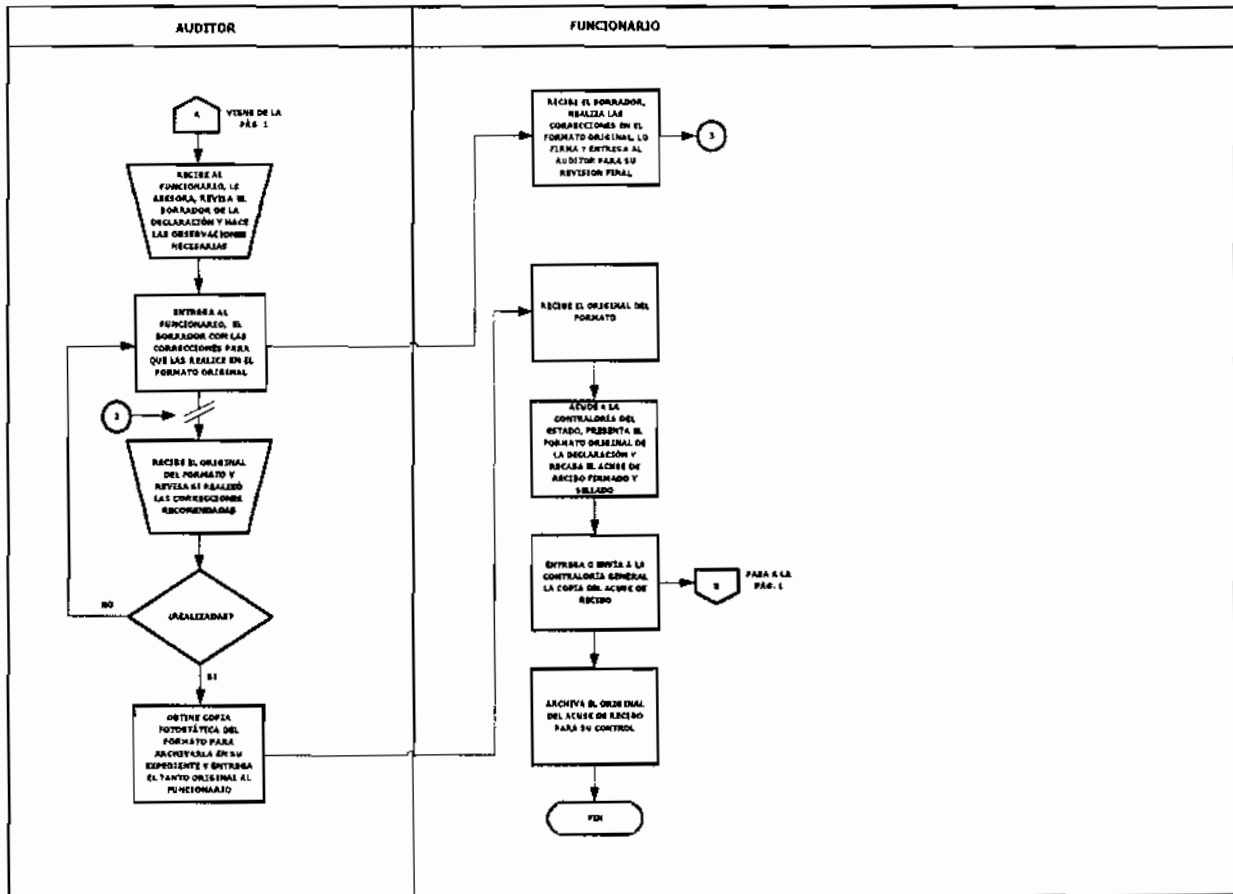 AUDITOR
FUNCIONARIO
A
VIENE DE LA
PÁG. 1
RECIBE AL
FUNCIONARIO, LE
ASESORA, REVISA EL
BORRADOR DE LA
DECLARACIÓN Y HACE
LAS OBSERVACIONES
NECESARIAS
ENTREGA AL
FUNCIONARIO, EL
BORRADOR CON LAS
CORRECCIONES PARA
QUE LAS REALICE EN EL
FORMATO ORIGINAL
3
RECIBE EL ORIGINAL
DEL FORMATO Y
REVISA SI REALIZÓ
LAS CORRECCIONES
RECOMENDADAS
NO
¿REALIZADAS?
SI
OBTINE COPIA
FOTOSTÁTICA DEL
FORMATO PARA
ARCHIVARLA EN SU
EXPEDIENTE Y ENTREGA
EL TANTO ORIGINAL AL
FUNCIONARIO
RECIBE EL BORRADOR,
REALIZA LAS
CORRECCIONES EN EL
FORMATO ORIGINAL, LO
FIRMA Y ENTREGA AL
AUDITOR PARA SU
REVISION FINAL
3
RECIBE EL ORIGINAL DEL
FORMATO
ACUDE A LA
CONTRALORÍA DEL
ESTADO, PRESENTA EL
FORMATO ORIGINAL DE
LA DECLARACIÓN Y
RECABA EL ACUSE DE
RECIBO FIRMADO Y
SELLADO
ENTREGA O ENVÍA A LA
CONTRALORÍA GENERAL
LA COPIA DEL ACUSE DE
RECIBO
B
PASA A LA
PÁG. 1
ARCHIVA EL ORIGINAL
DEL ACUSE DE RECIBO
PARA SU CONTROL
FIN